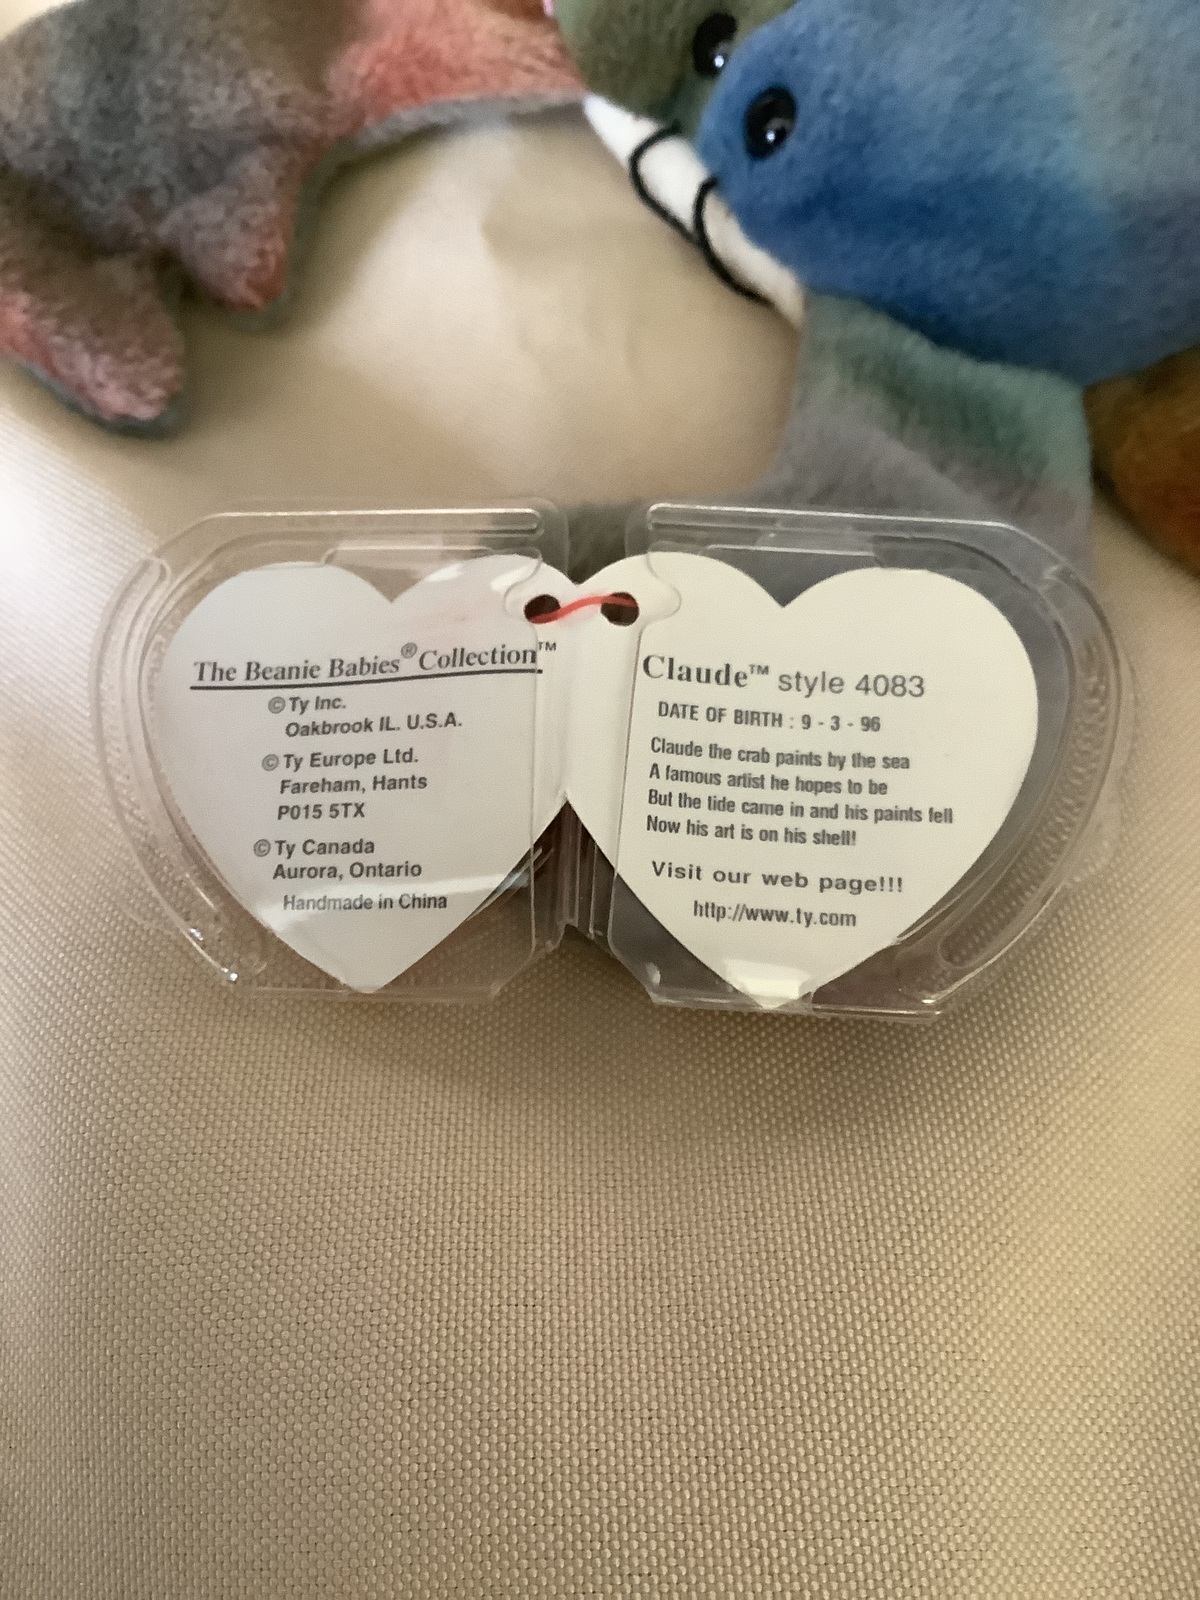 The Beanie Babies®Collection™
©Ty Inc.
Oakbrook IL. U.S.A.
©Ty Europe Ltd.
Fareham, Hants
P015 5TX
©Ty Canada
Aurora, Ontario
Handmade in China
Claude™ style 4083
DATE OF BIRTH : 9 - 3 - 96
Claude the crab paints by the sea
A famous artist he hopes to be
But the tide came in and his paints fell
Now his art is on his shell!
Visit our web page!!!
http://www.ty.com